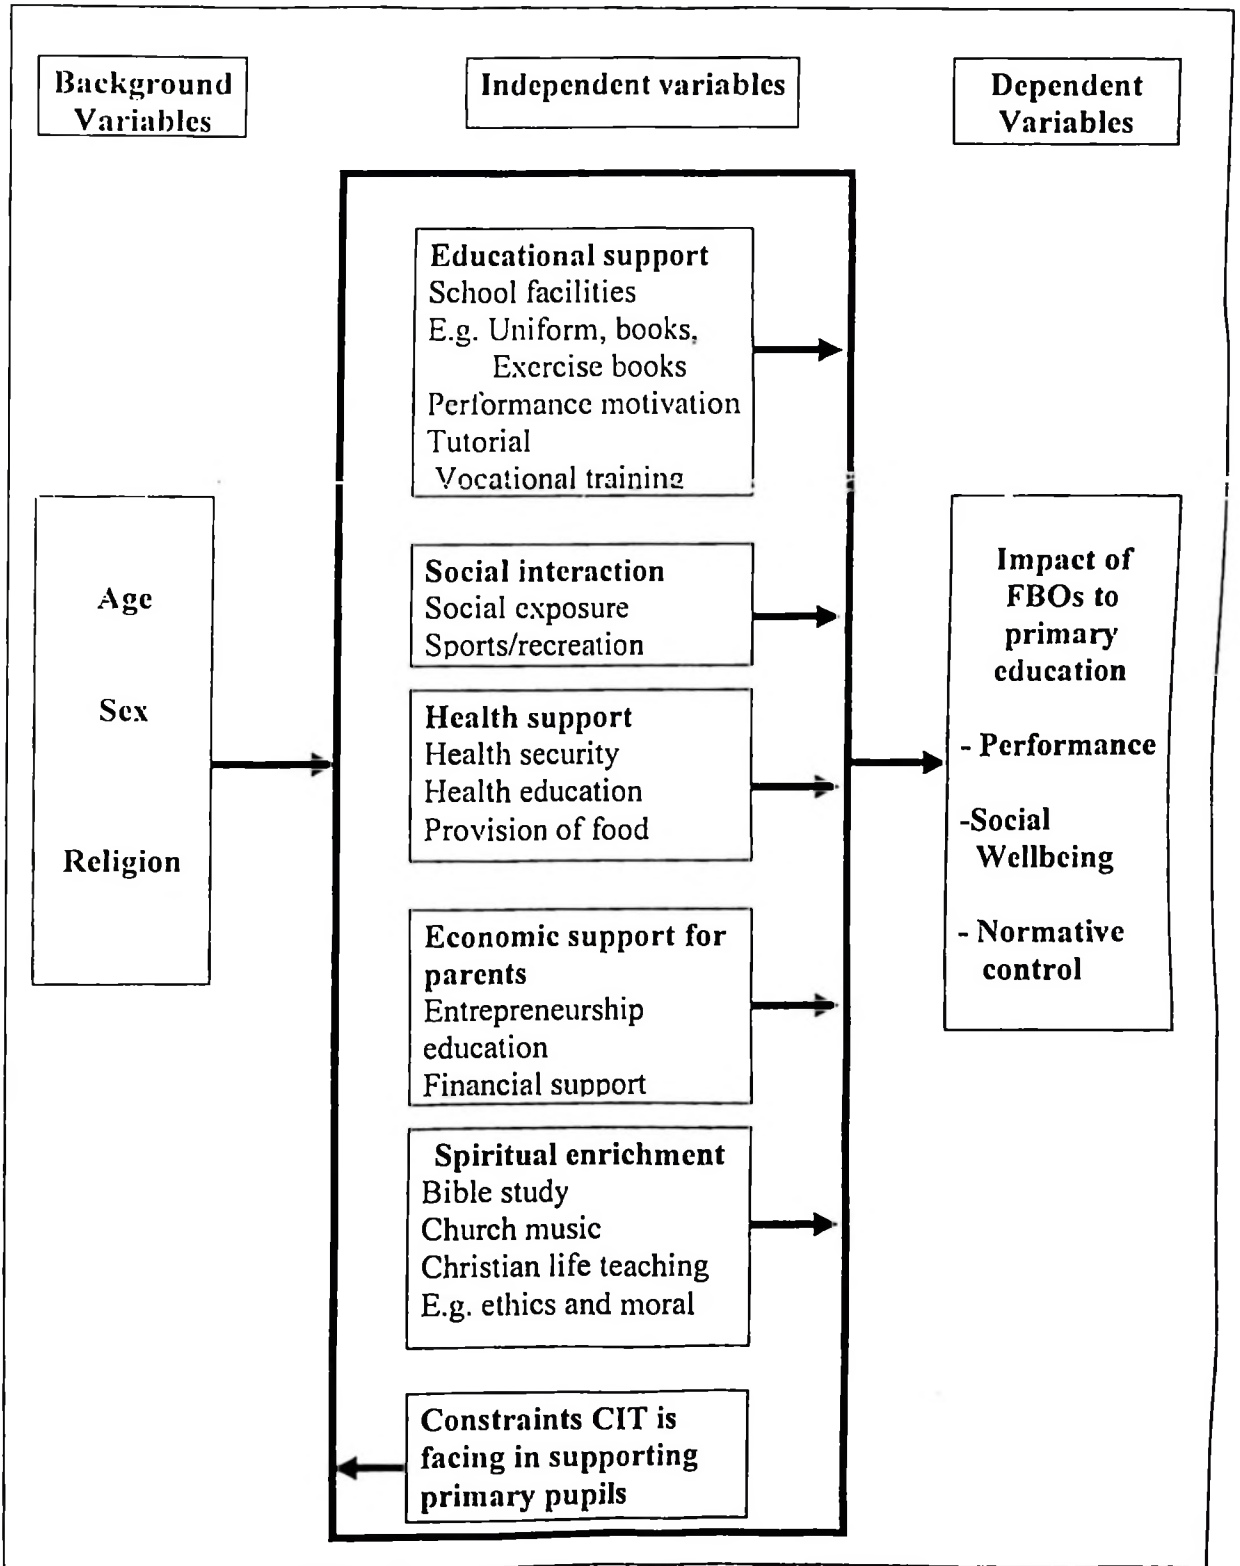 Background
Variables
Independent variables
Dependent
Variables
Age
Sex
Religion
Educational support
School facilities
E.g. Uniform, books,
Exercise books
Performance motivation
Tutorial
Vocational training
Social interaction
Social exposure
Sports/recreation
Health support
Health security
Health education
Provision of food
Economic support for
parents
Entrepreneurship
education
Financial support
Spiritual enrichment
Bible study
Church music
Christian life teaching
E.g. ethics and moral
Constraints CIT is
facing in supporting
primary pupils
Impact of
FBOs to
primary
education
- Performance
-Social
Wellbeing
- Normative
control